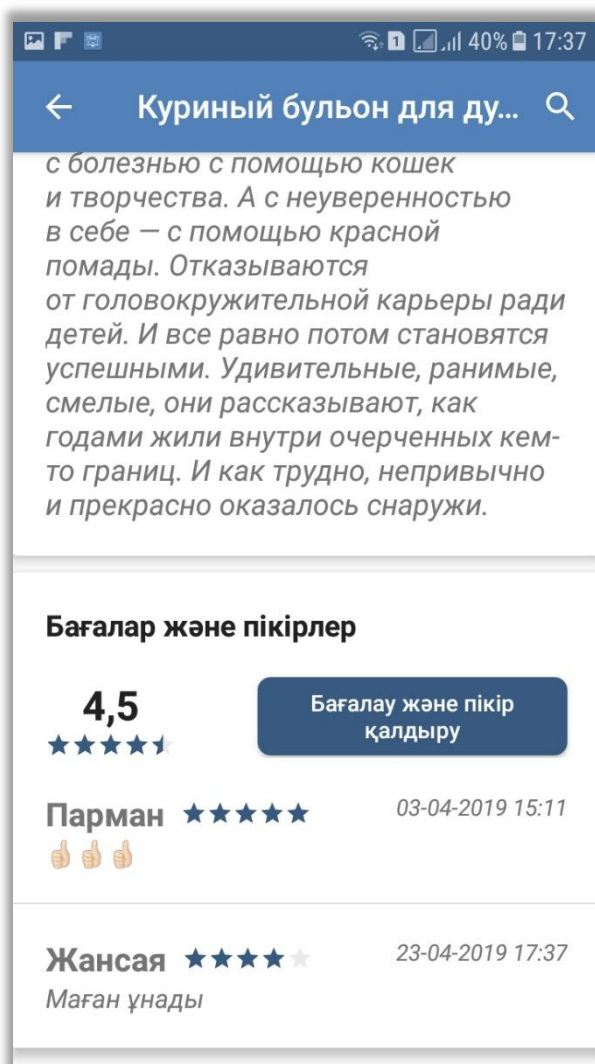 1 40% 17:37
Куриный бульон для ду...
с болезнью с помощью кошек
и творчества. А с неуверенностью
в себе — с помощью красной
помады. Отказываются
от головокружительной карьеры ради
детей. И все равно потом становятся
успешными. Удивительные, ранимые,
смелые, они рассказывают, как
годами жили внутри очерченных кем-
то границ. И как трудно, непривычно
и прекрасно оказалось снаружи.
Бағалар және пікірлер
4,5
Бағалау және пікір
қалдыру
Парман 03-04-2019 15:11
👍🏻👍🏻👍🏻
Жансая 23-04-2019 17:37
Маған ұнады